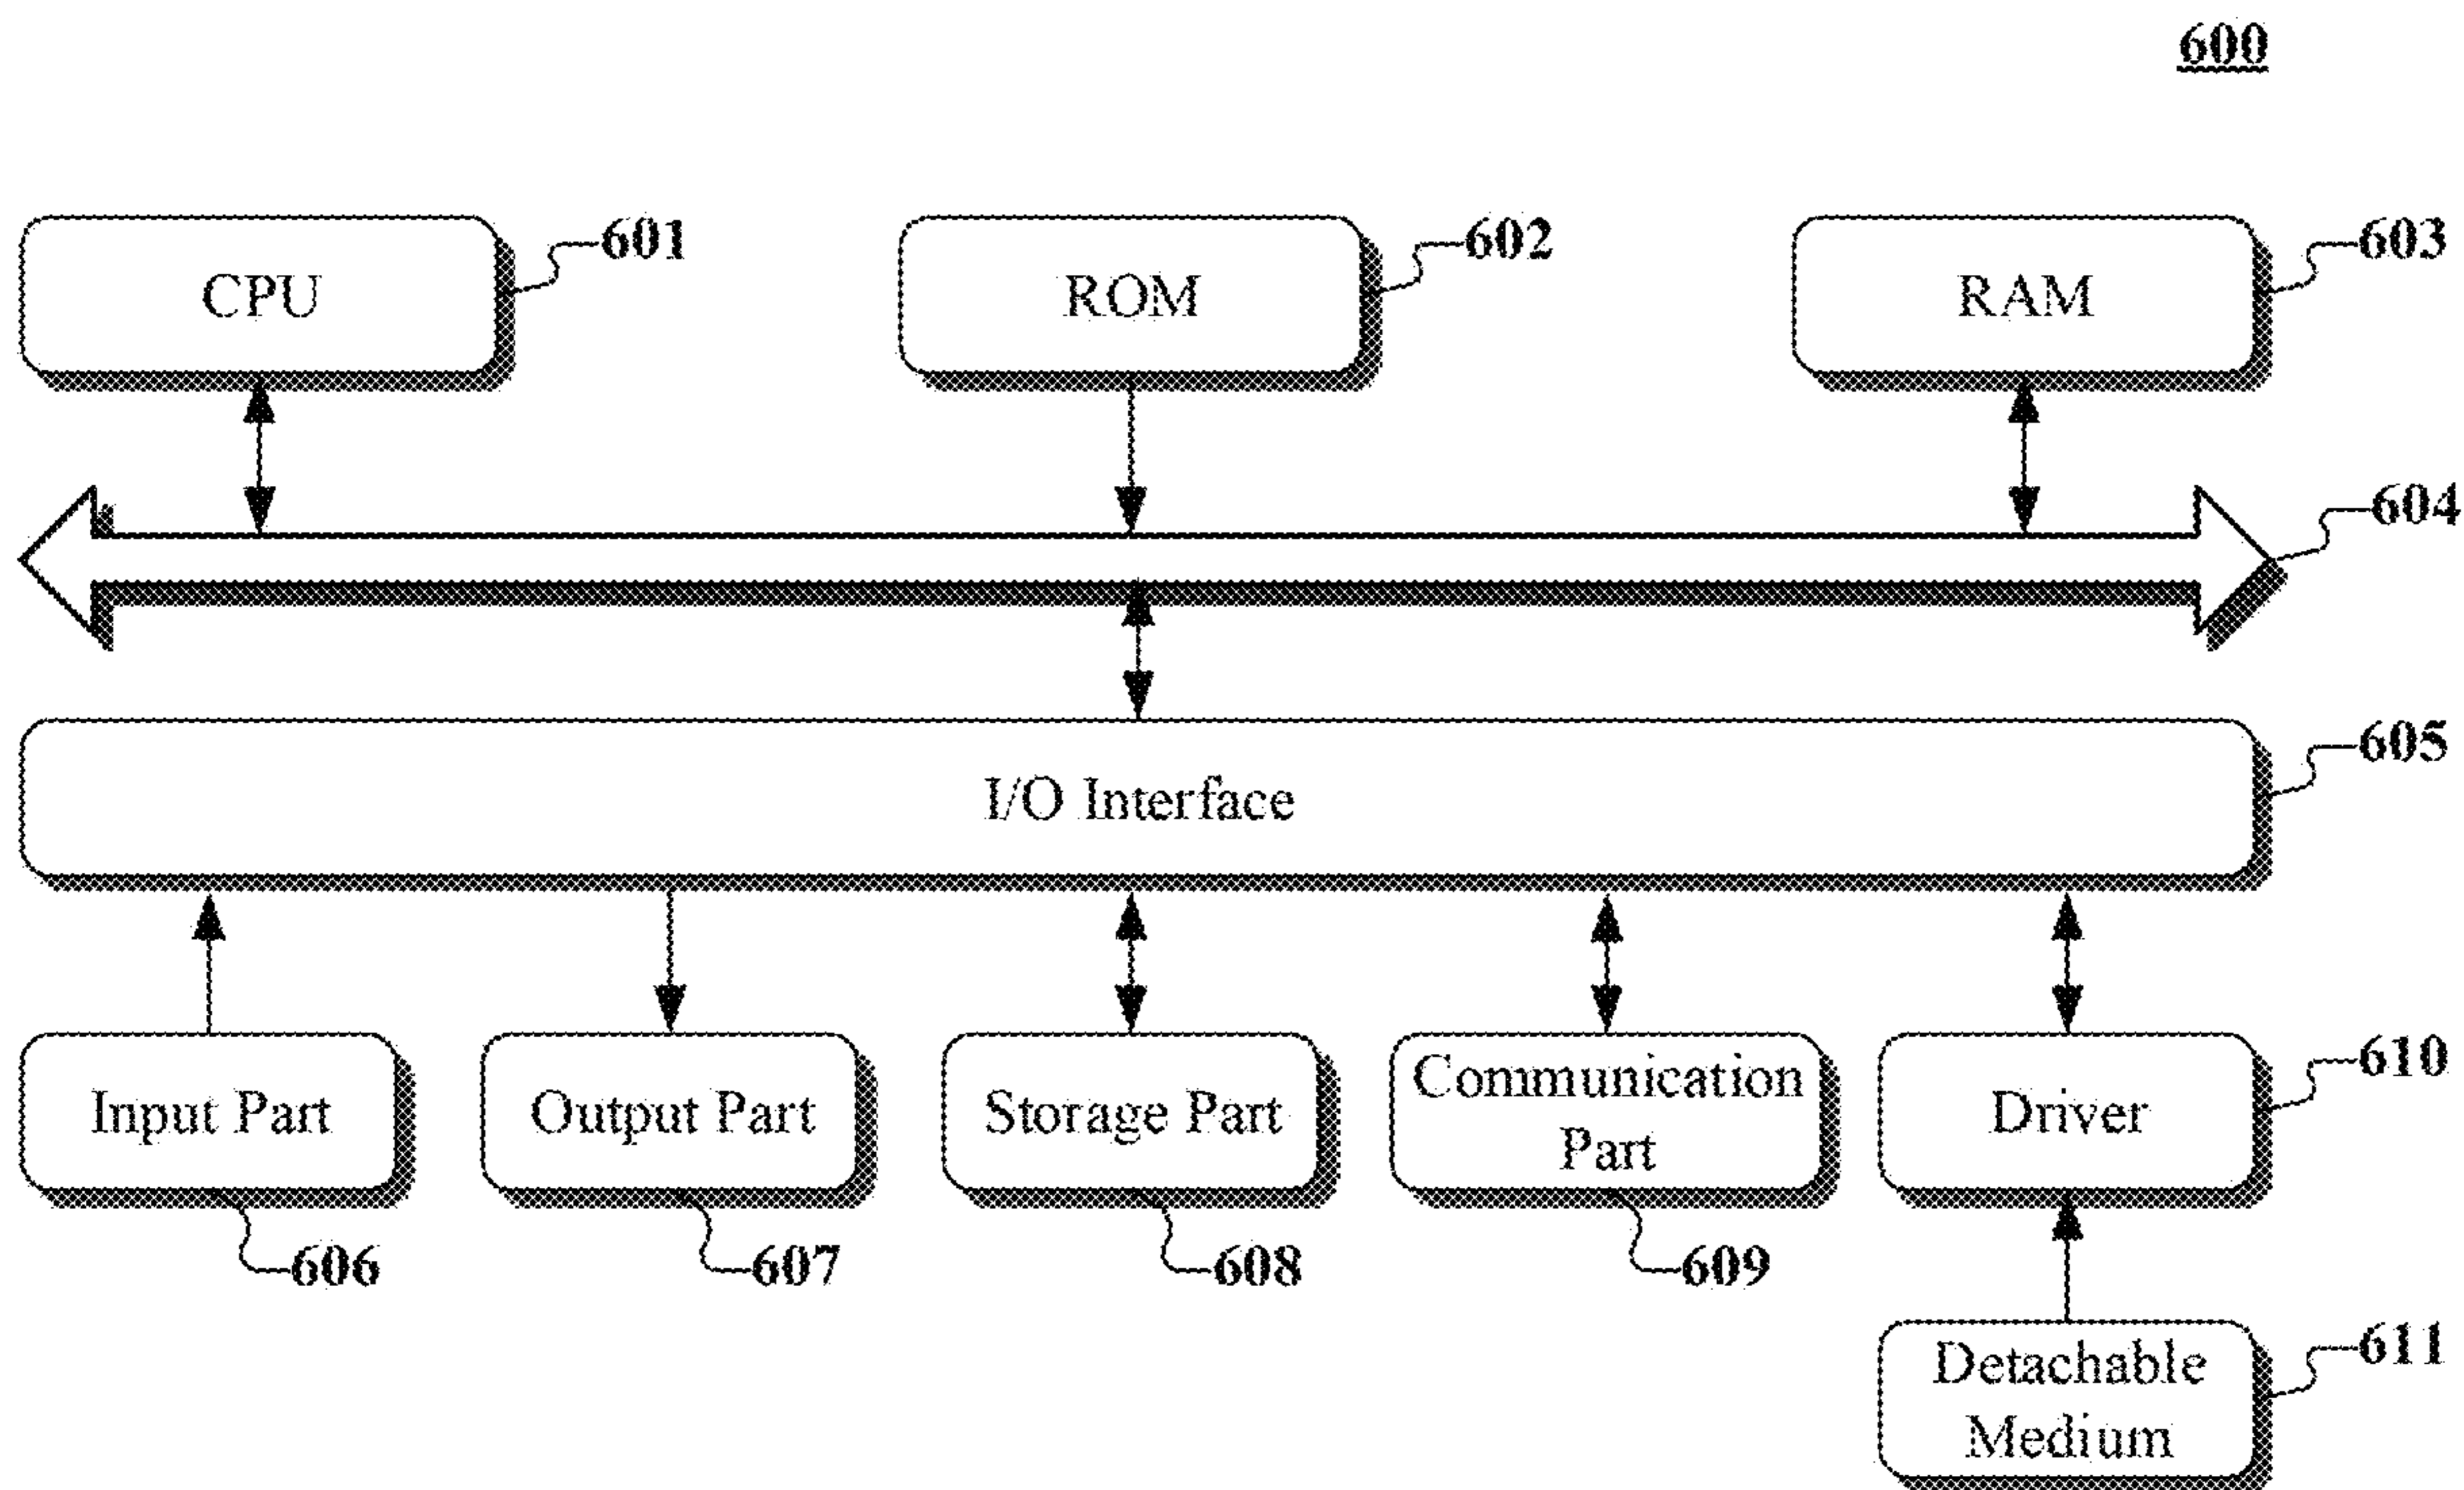 600
CPU
601
ROM
602
RAM
603
604
I/O Interface
605
Input Part
606
Output Part
607
Storage Part
608
Communication
Part
609
Driver
610
Detachable
Medium
611